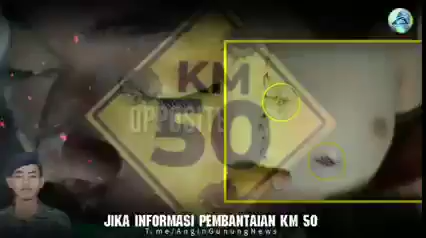 KM
OPPOSITE
50
JIKA INFORMASI PEMBANTAIAN KM 50
T.me/AnginGunungNews